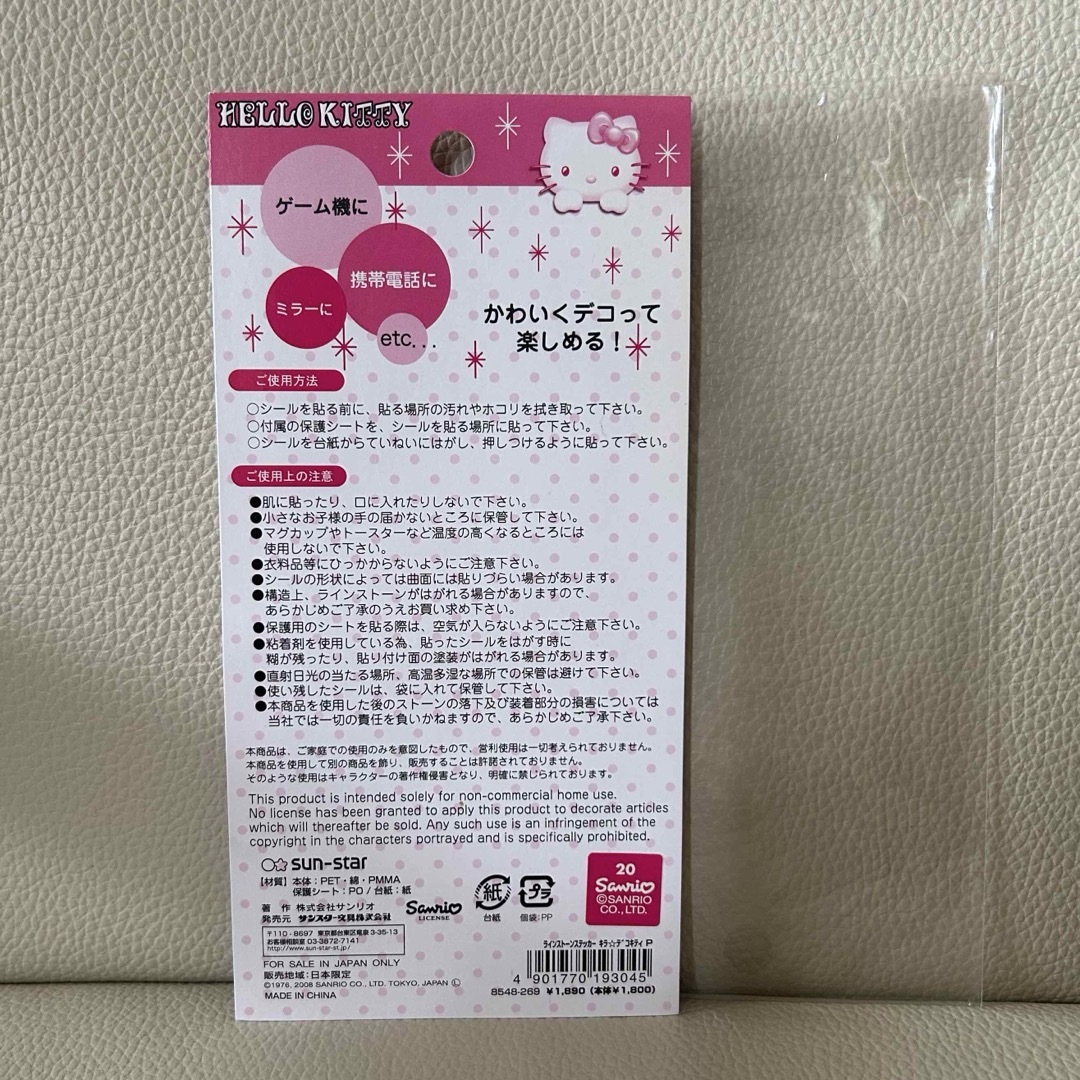 HELLO KITTY
ゲーム機に
携帯電話に
ミラーに
etc...
かわいくデコって
楽しめる!
ご使用方法
○シールを貼る前に、貼る場所の汚れやホコリを拭き取って下さい。
○付属の保護シートを、シールを貼る場所に貼って下さい。
○シールを台紙からていねいにはがし、押しつけるように貼って下さい。
ご使用上の注意
●肌に貼ったり、口に入れたりしないで下さい。
●小さなお子様の手の届かないところに保管して下さい。
●マグカップやトースターなど温度の高くなるところには
使用しないで下さい。
●衣料品等にひっかからないようにご注意下さい。
●シールの形状によっては曲面には貼りづらい場合があります。
●構造上、ラインストーンがはがれる場合がありますので、
あらかじめご了承のうえお買い求め下さい。
●保護用のシートを貼る際は、空気が入らないようにご注意下さい。
●粘着剤を使用している為、貼ったシールをはがす時に
糊が残ったり、貼り付け面の塗装がはがれる場合があります。
●直射日光の当たる場所、高温多湿な場所での保管は避けて下さい。
●使い残したシールは、袋に入れて保管して下さい。
●本商品を使用した後のストーンの落下及び装着部分の損害については
当社では一切の責任を負いかねますので、あらかじめご了承下さい。
本商品は、ご家庭での使用のみを意図したもので、営利使用は一切考えられておりません。
本商品を使用して別の商品を飾り、販売することは許諾されておりません。
そのような使用はキャラクターの著作権侵害となり、明確に禁じられております。
This product is intended solely for non-commercial home use.
No license has been granted to apply this product to decorate articles
which will thereafter be sold. Any such use is an infringement of the
copyright in the characters portrayed and is specifically prohibited.
sun-star
【材質】本体:PET・綿・PMMA
保護シート:PO / 台紙:紙
著 作 株式会社サンリオ
発売元 サンスター文具株式会社
Sanrio
LICENSE
紙
台紙
プラ
個袋:PP
20
Sanrio
©SANRIO
CO.,LTD.
〒110-8697 東京都台東区竜泉 3-35-13
お客様相談室 03-3872-7141
http://www.sun-star-st.jp/
FOR SALE IN JAPAN ONLY
販売地域:日本限定
©1976, 2008 SANRIO CO., LTD. TOKYO, JAPAN Ⓛ
MADE IN CHINA
ラインストーンステッカー キラ☆デコキティ P
4 901770 193045
8548-269 ¥1,890 (本体¥1,800)